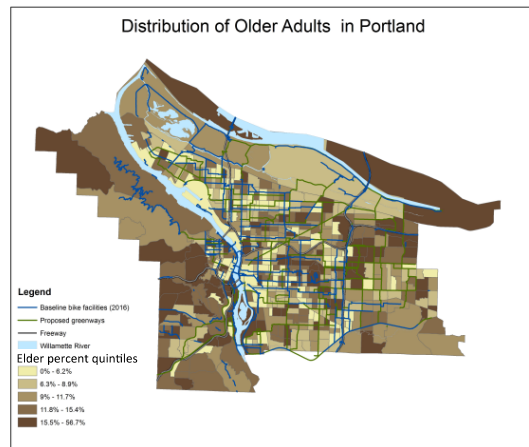 Distribution of Older Adults in Portland
Legend
Baseline bike facilities (2016)
Proposed greenways
Freeway
Willamette River
Elder percent quintiles
0% - 6.2%
6.3% - 8.9%
9% - 11.7%
11.8% - 15.4%
15.5% - 56.7%